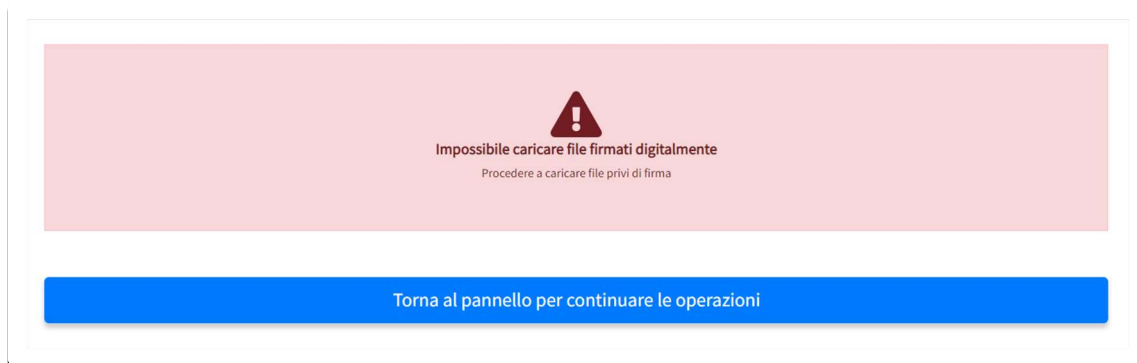 Impossibile caricare file firmati digitalmente
Procedere a caricare file privi di firma
Torna al pannello per continuare le operazioni